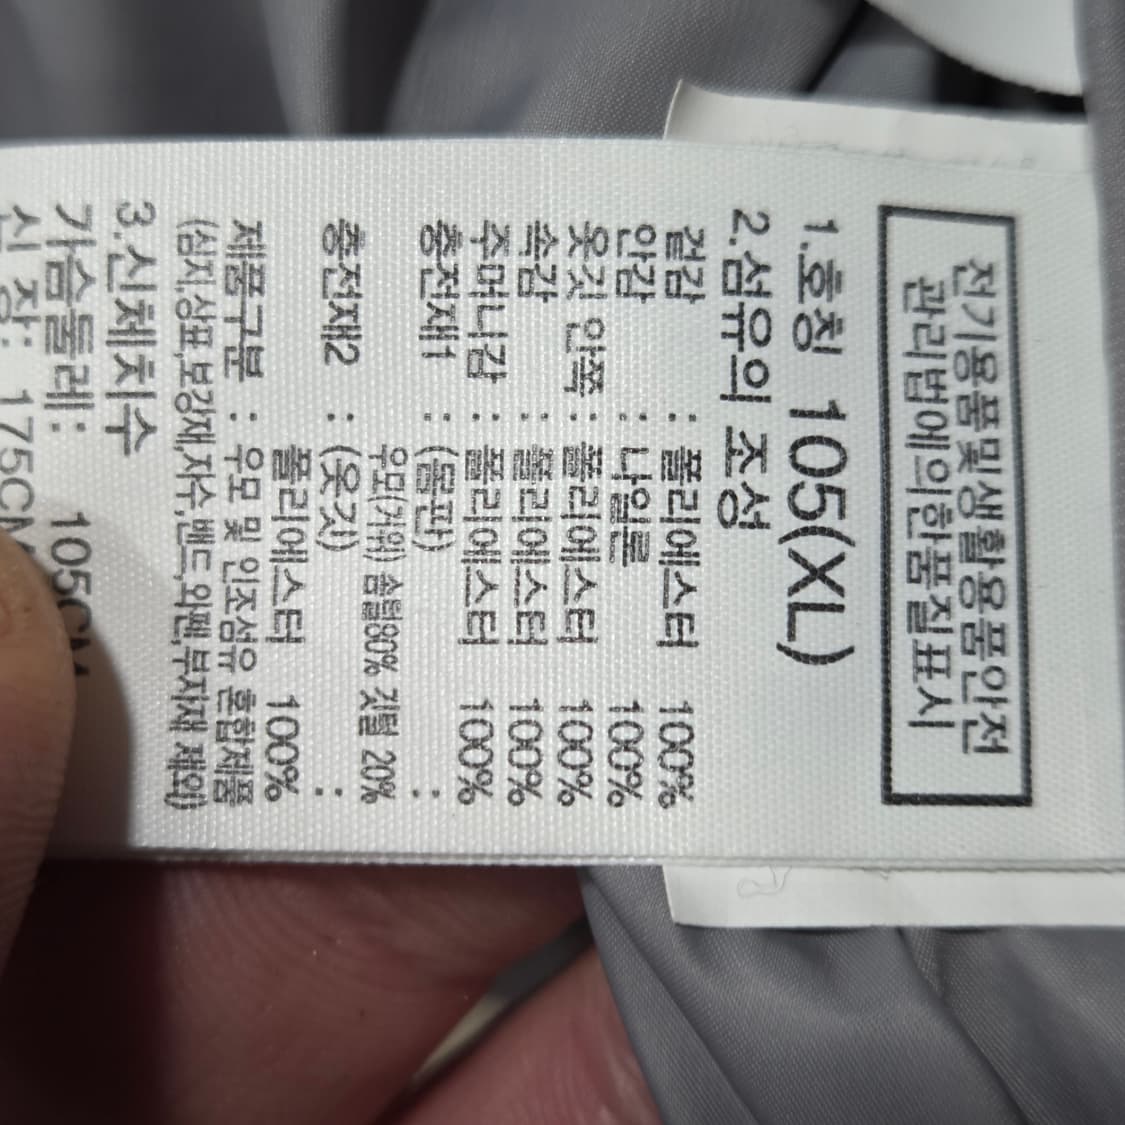 전기용품및생활용품안전
관리법에의한품질표시
1.호칭 105(XL)
2.섬유의 조성
겉감 : 폴리에스터 100%
안감 : 나일론 100%
옷깃 안쪽 : 폴리에스터 100%
속감 : 폴리에스터 100%
주머니감 : 폴리에스터 100%
충전재1 : (몸판) :
우모(거위) 솜털80% 깃털 20%
충전재2 : (옷깃) :
폴리에스터 100%
제품구분 : 우모 및 인조섬유 혼합제품
(심지,상표,보강재,자수,밴드,와펜,부자재 제외)
3.신체치수
가슴둘레: 105CM
신 장: 175CM